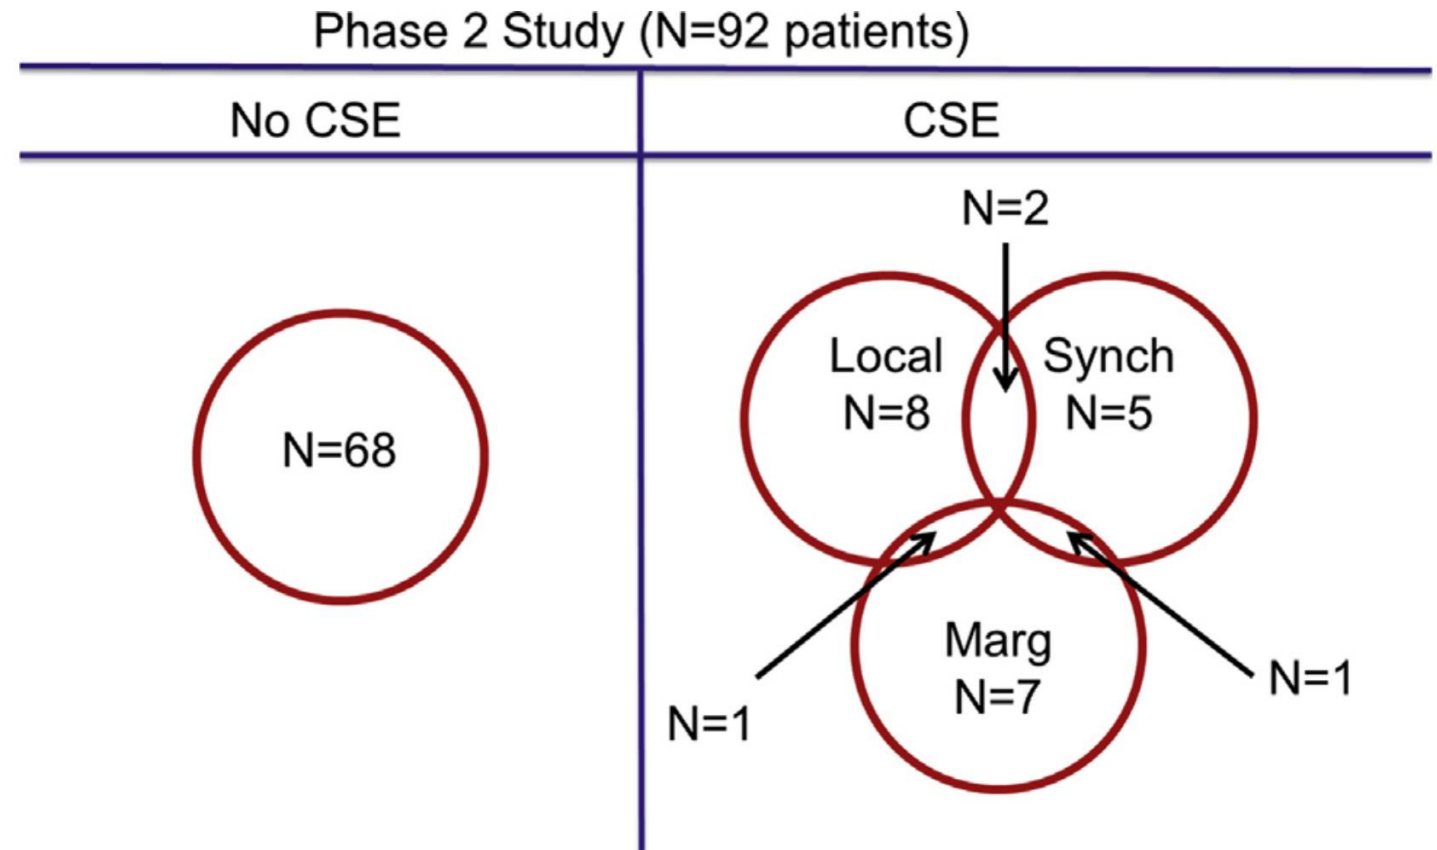 Phase 2 Study (N=92 patients)
No CSE
CSE
N=68
N=2
Local
N=8
Synch
N=5
Marg
N=7
N=1
N=1